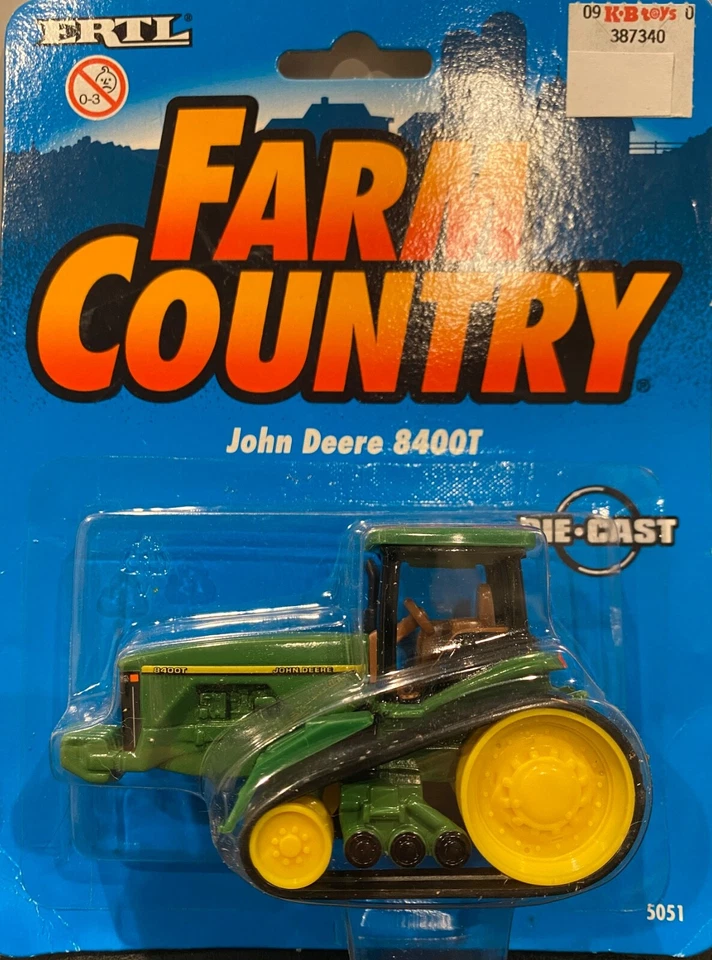 ERTL®
09 K·B toys 0
387340
0-3
FARM
COUNTRY®
John Deere 8400T
DIE·CAST
8400T JOHN DEERE
5051